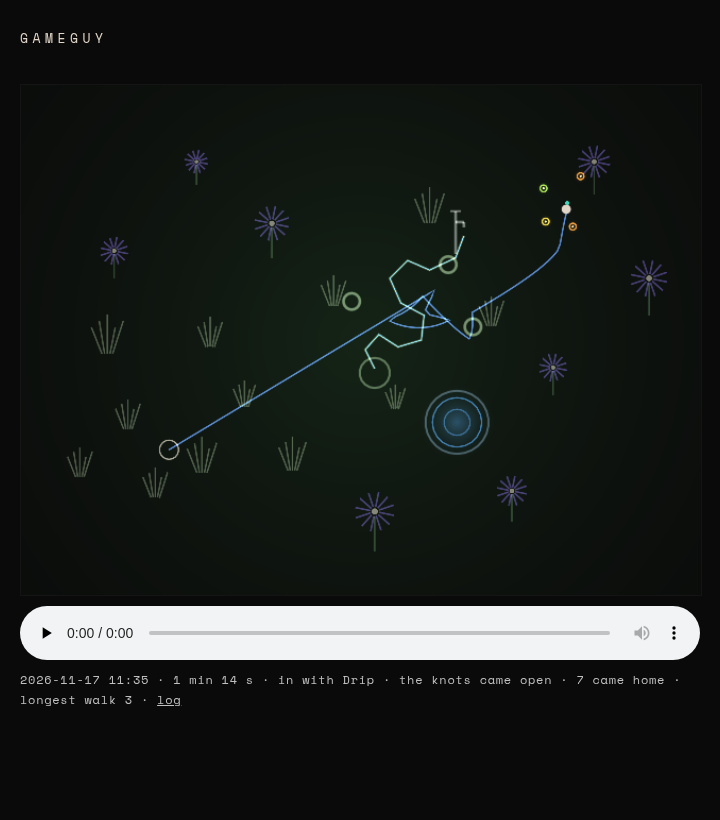 GAMEGUY
0:00 / 0:00
2026-11-17 11:35 · 1 min 14 s · in with Drip · the knots came open · 7 came home ·
longest walk 3 · log